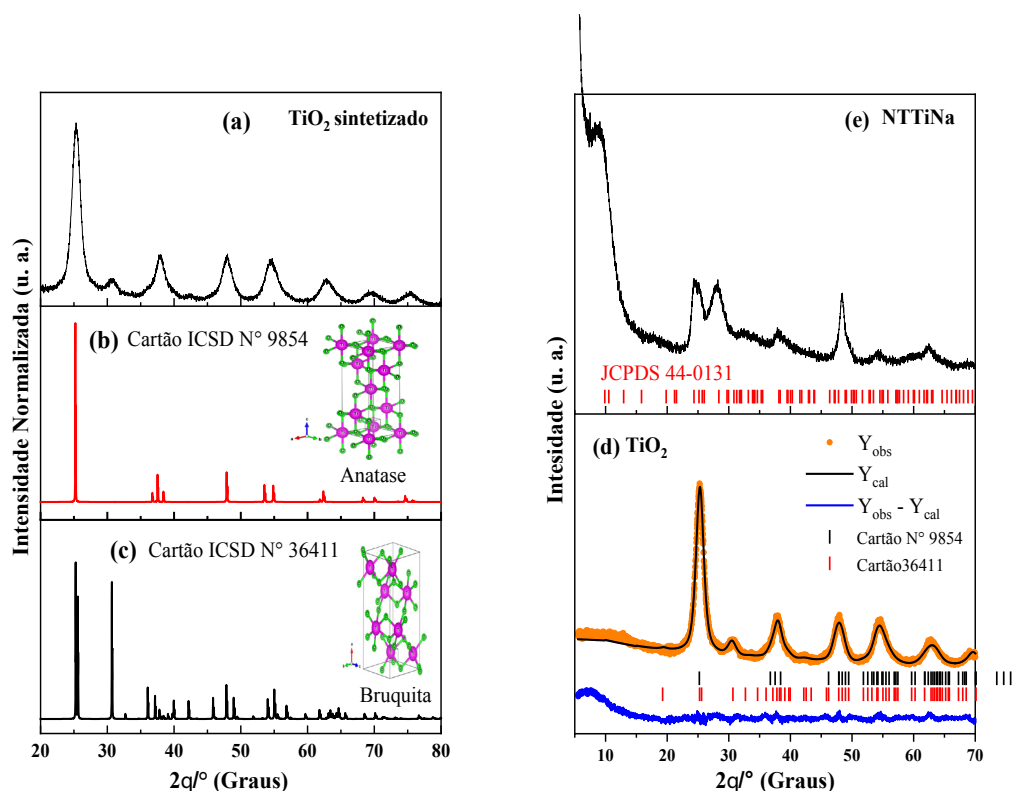 Intensidade Normalizada (u. a.)
(a) TiO2 sintetizado
(b) Cartão ICSD N° 9854
Anatase
(c) Cartão ICSD N° 36411
Bruquita
20 30 40 50 60 70 80
2q/° (Graus)
Intesidade (u. a.)
(e) NTTiNa
JCPDS 44-0131
(d) TiO2
Yobs
Ycal
Yobs - Ycal
Cartão N° 9854
Cartão36411
10 20 30 40 50 60 70
2q/° (Graus)